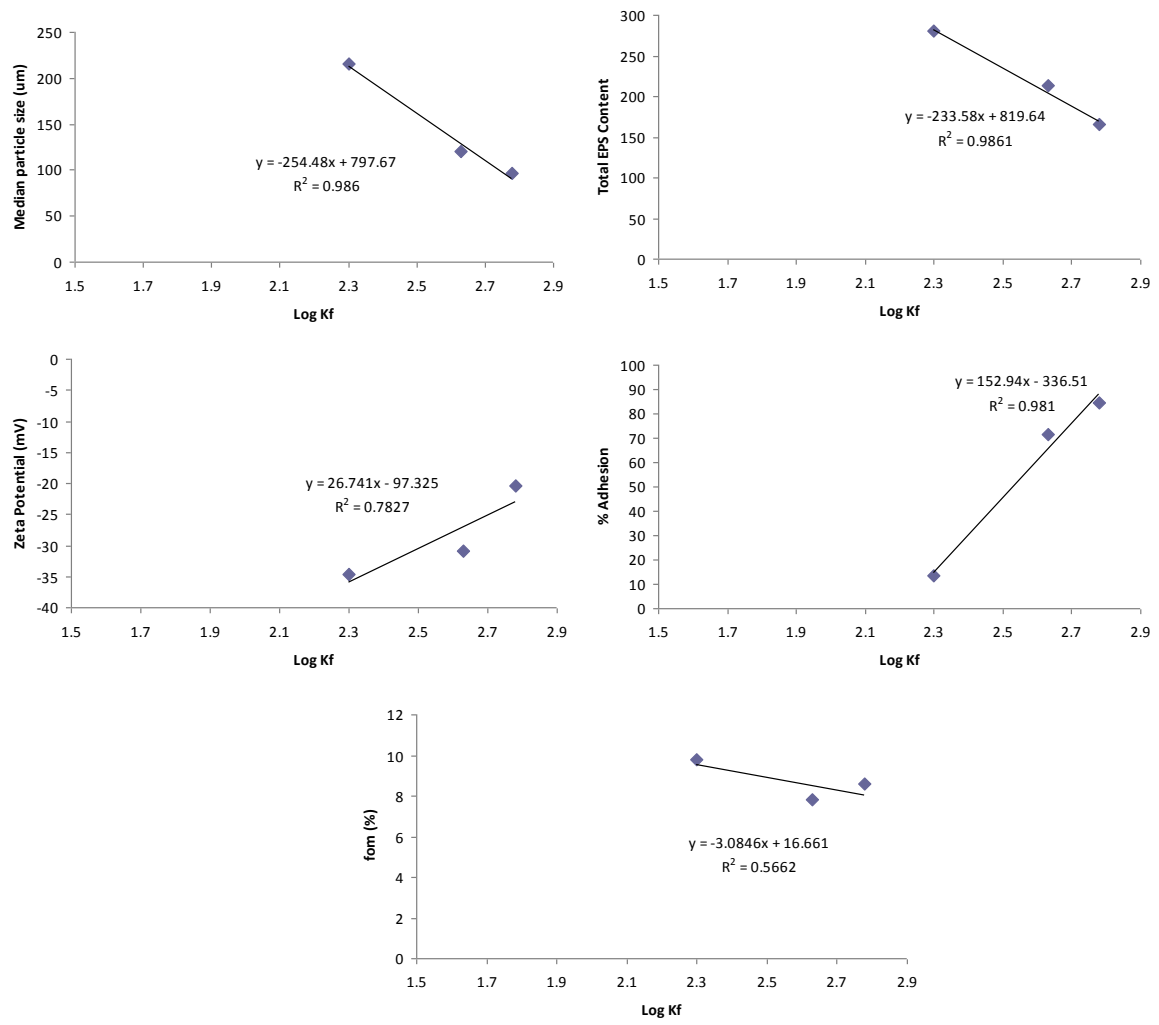 Median particle size (um)
250
200
150
100
50
0
y = -254.48x + 797.67
R² = 0.986
1.5 1.7 1.9 2.1 2.3 2.5 2.7 2.9
Log Kf
Total EPS Content
300
250
200
150
100
50
0
y = -233.58x + 819.64
R² = 0.9861
1.5 1.7 1.9 2.1 2.3 2.5 2.7 2.9
Log Kf
Zeta Potential (mV)
0
-5
-10
-15
-20
-25
-30
-35
-40
y = 26.741x - 97.325
R² = 0.7827
1.5 1.7 1.9 2.1 2.3 2.5 2.7 2.9
Log Kf
% Adhesion
100
90
80
70
60
50
40
30
20
10
0
y = 152.94x - 336.51
R² = 0.981
1.5 1.7 1.9 2.1 2.3 2.5 2.7 2.9
Log Kf
fom (%)
12
10
8
6
4
2
0
y = -3.0846x + 16.661
R² = 0.5662
1.5 1.7 1.9 2.1 2.3 2.5 2.7 2.9
Log Kf